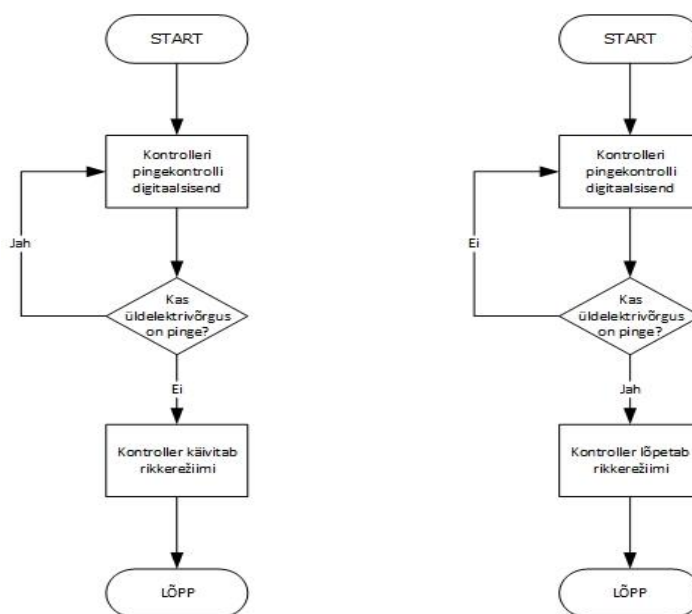 START
Kontrolleri
pingekontrolli
digitaalsisend
Jah
Kas
üldelektrivõrgus
on pinge?
Ei
Kontroller käivitab
rikkerežiimi
LÕPP
START
Kontrolleri
pingekontrolli
digitaalsisend
Ei
Kas
üldelektrivõrgus
on pinge?
Jah
Kontroller lõpetab
rikkerežiimi
LÕPP